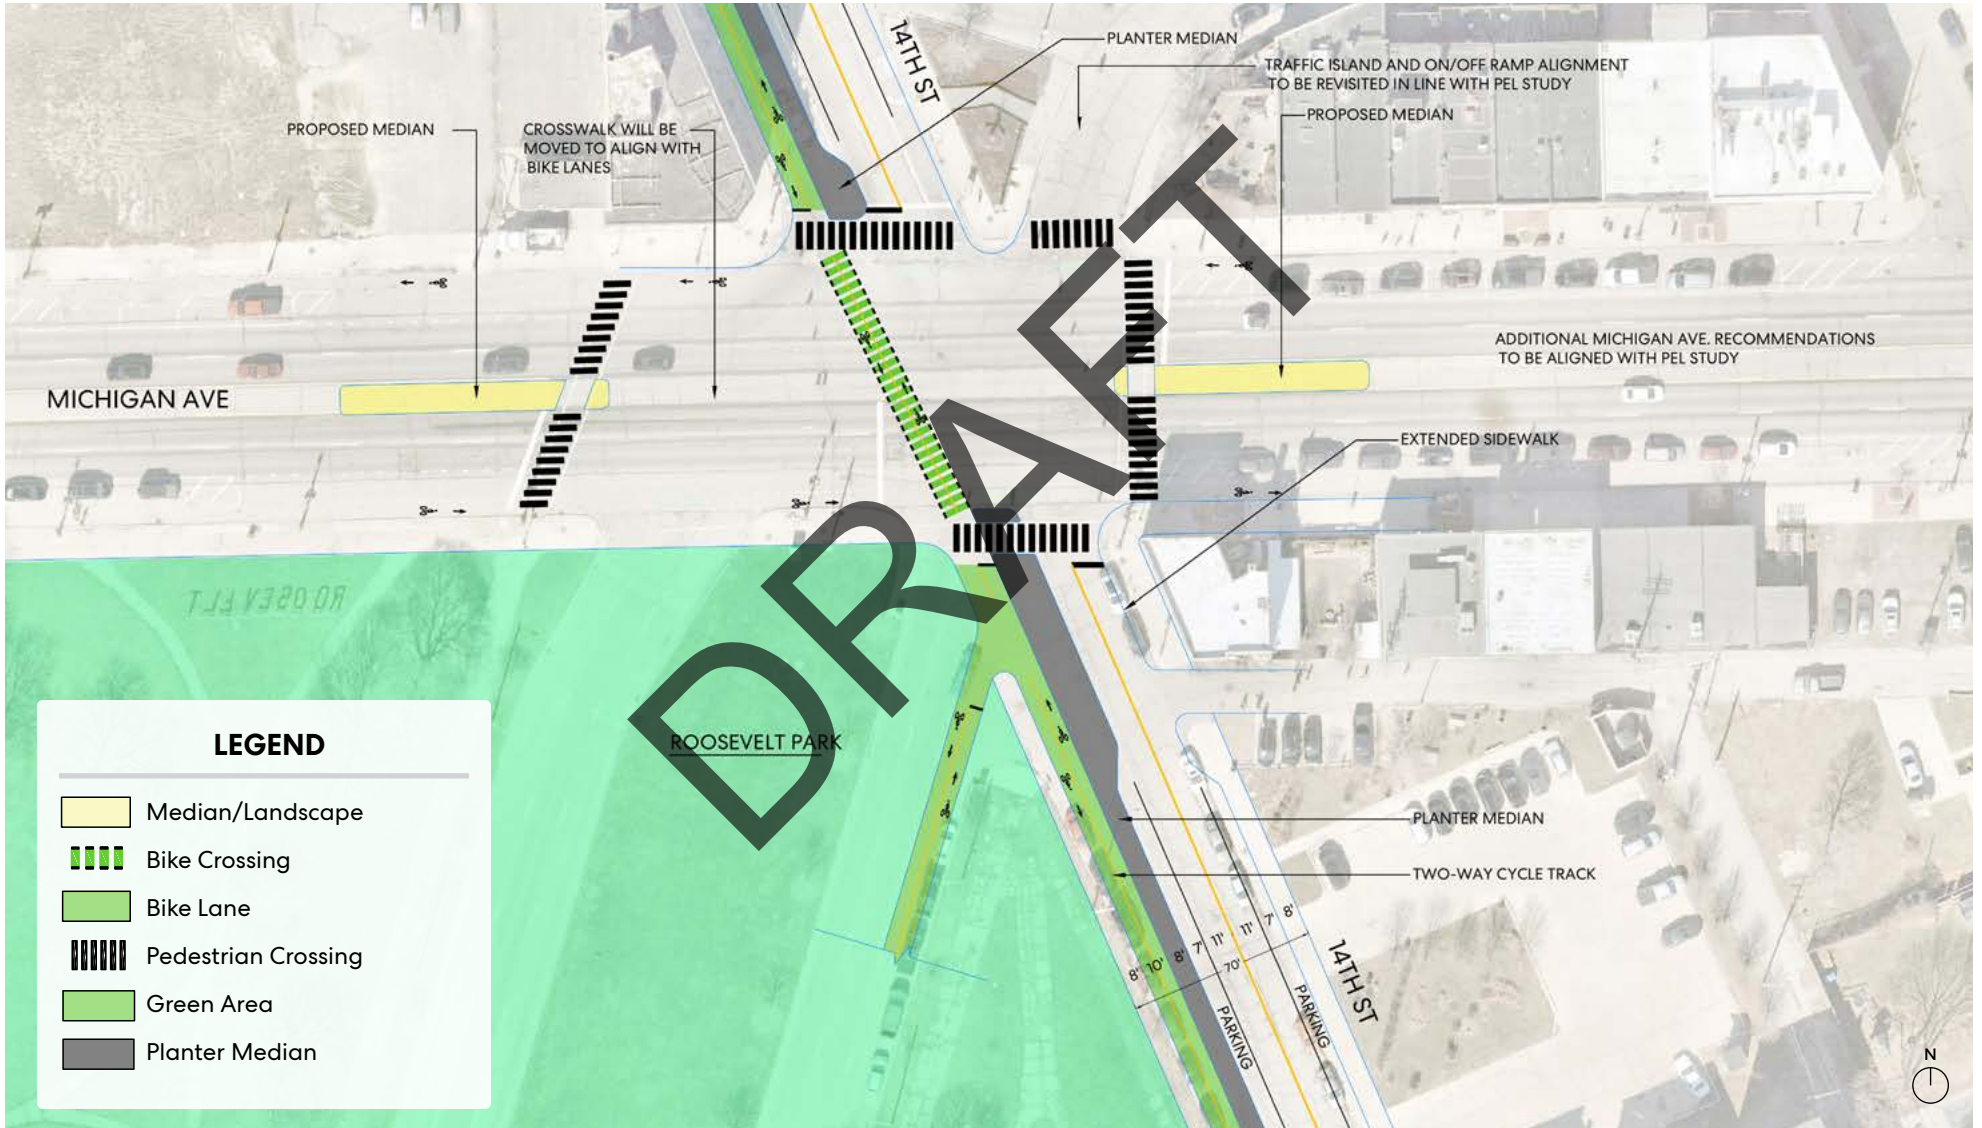 14TH ST
PLANTER MEDIAN
TRAFFIC ISLAND AND ON/OFF RAMP ALIGNMENT
TO BE REVISITED IN LINE WITH PEL STUDY
PROPOSED MEDIAN
PROPOSED MEDIAN
CROSSWALK WILL BE
MOVED TO ALIGN WITH
BIKE LANES
ADDITIONAL MICHIGAN AVE. RECOMMENDATIONS
TO BE ALIGNED WITH PEL STUDY
MICHIGAN AVE
EXTENDED SIDEWALK
DRAFT
ROOSEVELT
ROOSEVELT PARK
LEGEND
Median/Landscape
Bike Crossing
Bike Lane
Pedestrian Crossing
Green Area
Planter Median
PLANTER MEDIAN
TWO-WAY CYCLE TRACK
8' 10' 8' 7' 11' 11' 7' 8'
70'
14TH ST
PARKING
PARKING
N